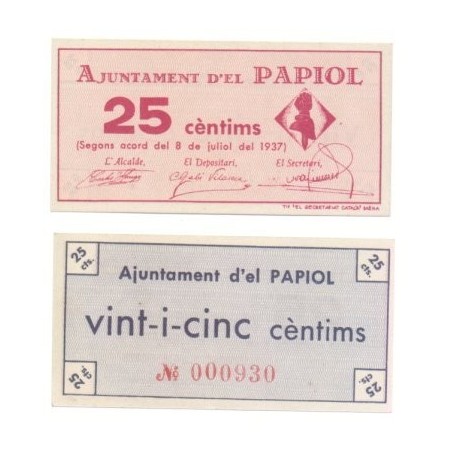 AJUNTAMENT D'EL PAPIOL
25 cèntims
(Segons acord del 8 de juliol del 1937)
L'Alcalde, El Depositari, El Secretari,
25 cts. 25 cts.
Ajuntament d'el PAPIOL
vint-i-cinc cèntims
№ 000930
25 cts. 25 cts.